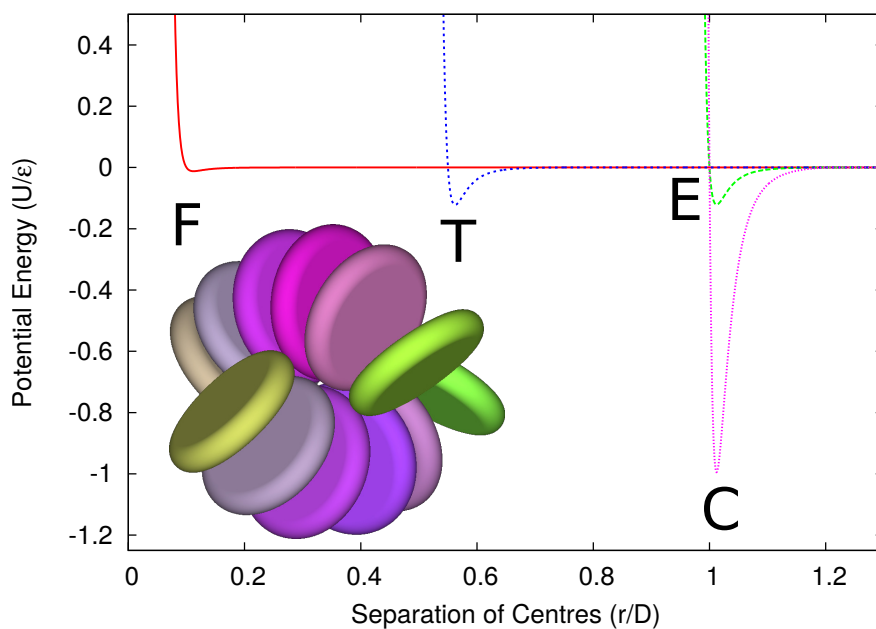 0.4
0.2
0
-0.2
-0.4
-0.6
-0.8
-1
-1.2
Potential Energy (U/ε)
F
T
E
C
0 0.2 0.4 0.6 0.8 1 1.2
Separation of Centres (r/D)